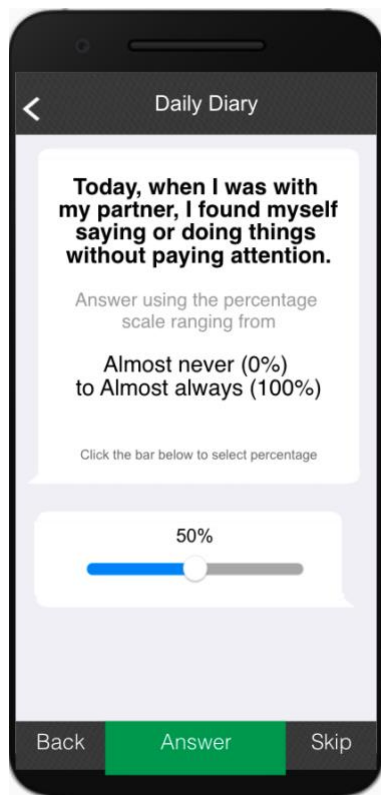 Daily Diary
Today, when I was with
my partner, I found myself
saying or doing things
without paying attention.
Answer using the percentage
scale ranging from
Almost never (0%)
to Almost always (100%)
Click the bar below to select percentage
50%
Back Answer Skip